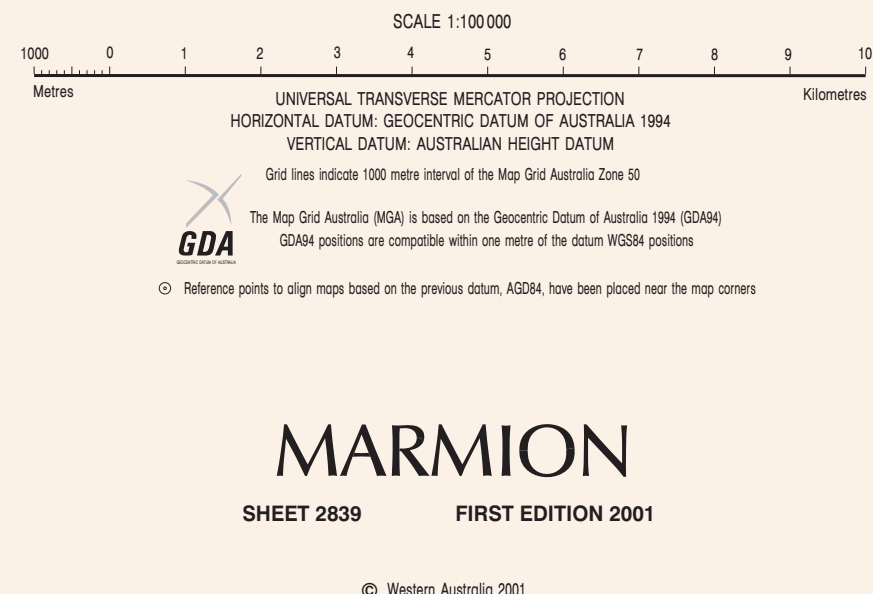 SCALE 1:100 000
1000 0 1 2 3 4 5 6 7 8 9 10
Metres Kilometres
UNIVERSAL TRANSVERSE MERCATOR PROJECTION
HORIZONTAL DATUM: GEOCENTRIC DATUM OF AUSTRALIA 1994
VERTICAL DATUM: AUSTRALIAN HEIGHT DATUM
Grid lines indicate 1000 metre interval of the Map Grid Australia Zone 50
The Map Grid Australia (MGA) is based on the Geocentric Datum of Australia 1994 (GDA94)
GDA94 positions are compatible within one metre of the datum WGS84 positions
GDA
GEOCENTRIC DATUM OF AUSTRALIA
Reference points to align maps based on the previous datum, AGD84, have been placed near the map corners
MARMION
SHEET 2839 FIRST EDITION 2001
© Western Australia 2001